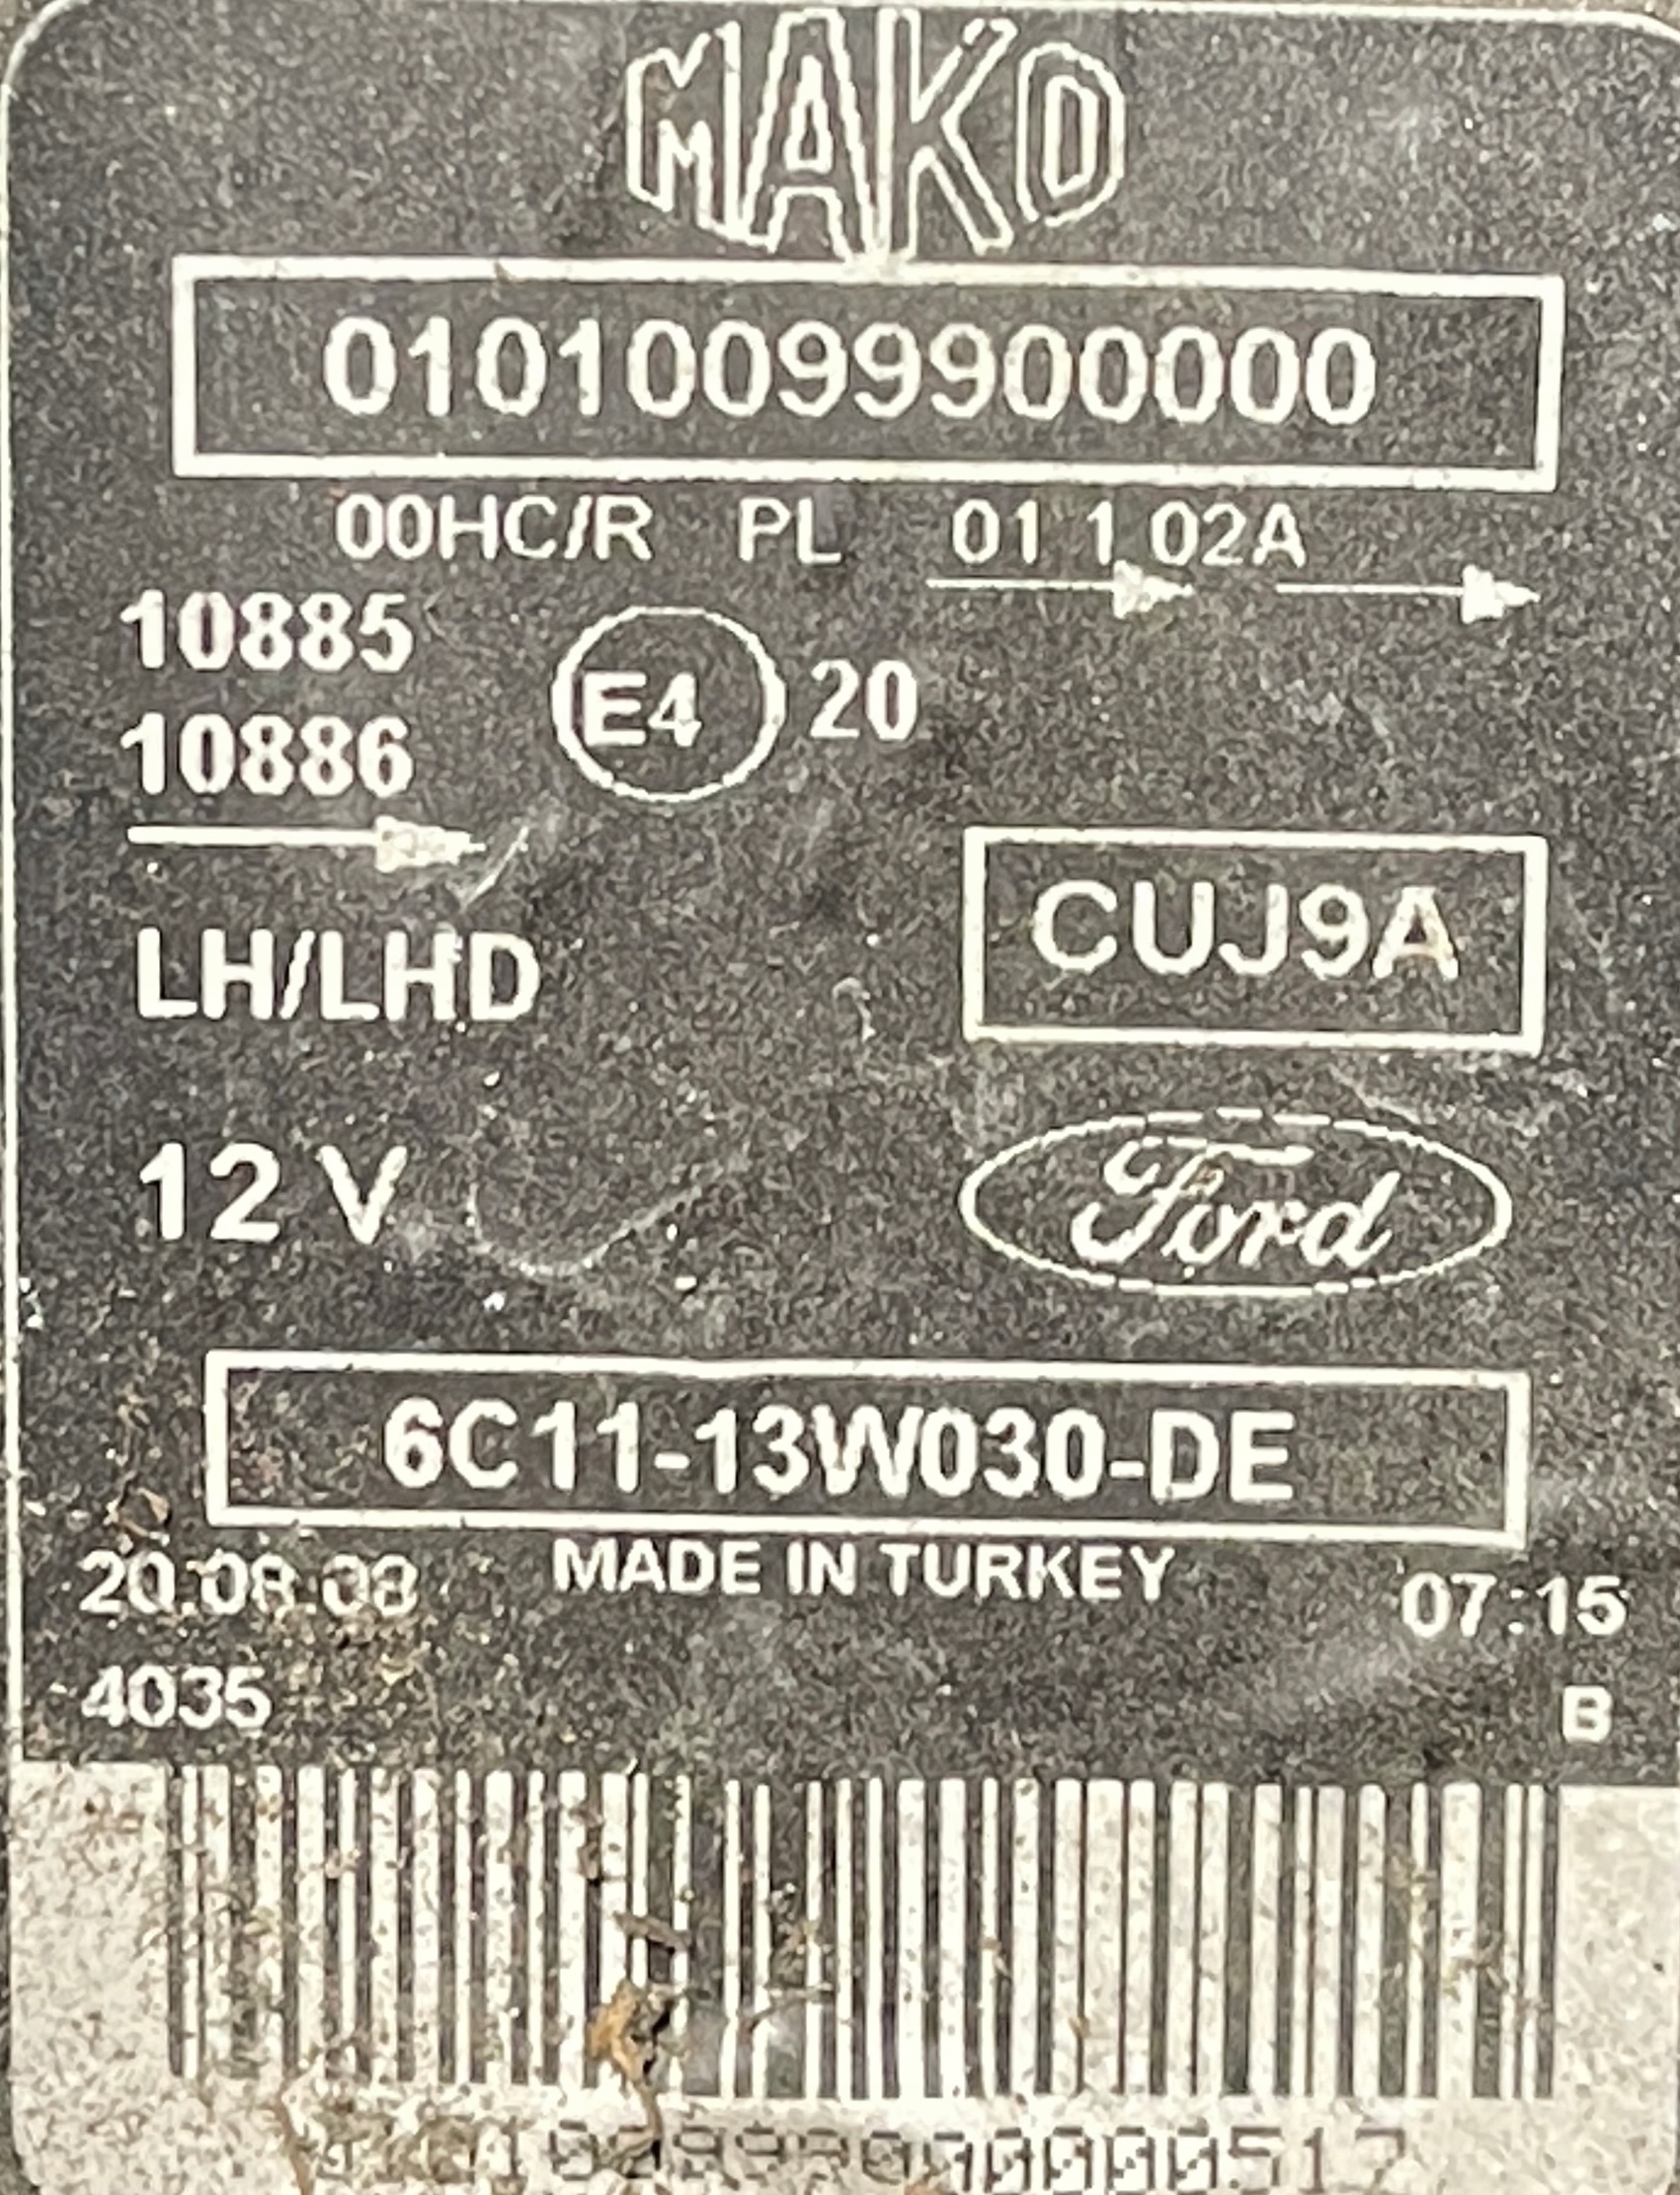 MAKO
01010099900000
00HC/R PL 01 1 02A
10885
10886
E4 20
LH/LHD
CUJ9A
12 V
Ford
6C11-13W030-DE
MADE IN TURKEY
20.08.08
07:15
4035
B